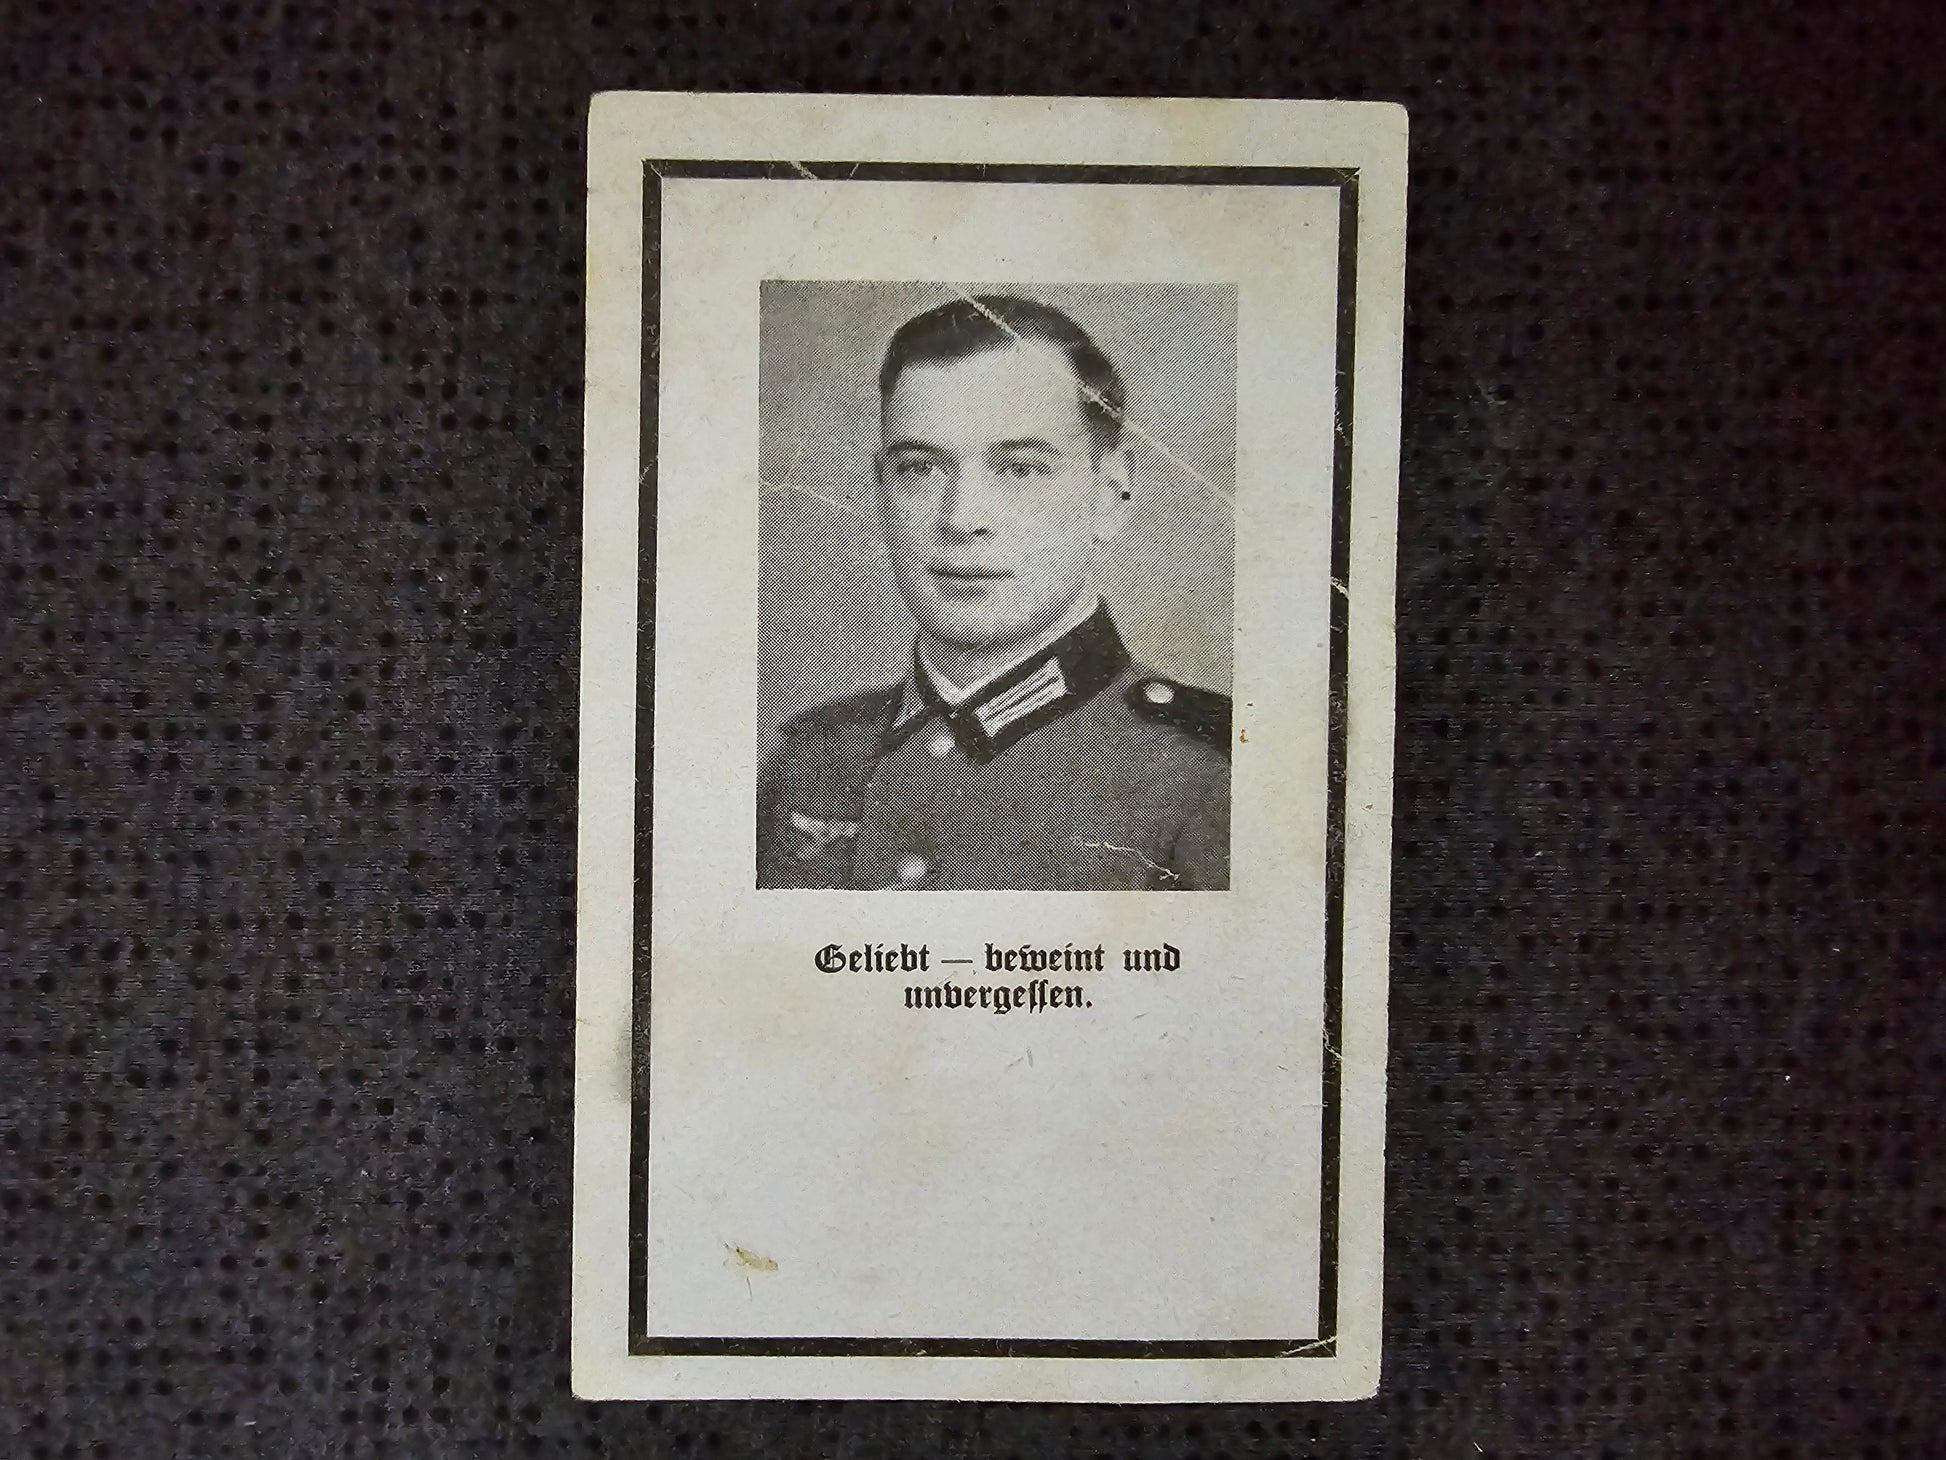 Geliebt — beweint und
unvergeſſen.